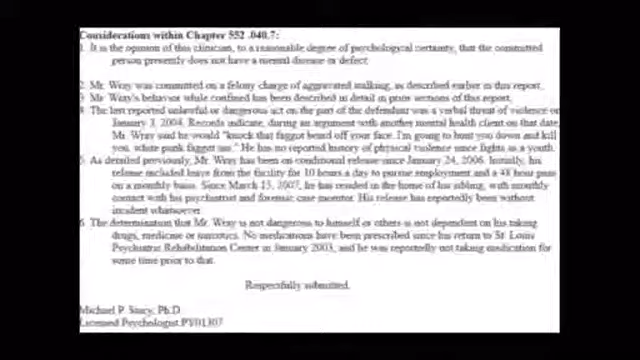 Considerations within Chapter 552 .040.7:
1. It is the opinion of this clinician, to a reasonable degree of psychological certainty, that the committed
person presently does not have a mental disease or defect.
2. Mr. Wray was committed on a felony charge of aggravated stalking, as described earlier in this report.
3. Mr. Wray's behavior while confined has been described in detail in prior sections of this report.
4. The last reported unlawful or dangerous act on the part of the defendant was a verbal threat of violence on
January 3, 2004. Records indicate, during an argument with another mental health client on that date,
Mr. Wray said he would "knock that faggot beard off your face. I'm going to hunt you down and kill
you, white punk faggot ass." He has no reported history of physical violence since fights as a youth.
5. As detailed previously, Mr. Wray has been on conditional release since January 24, 2006. Initially, his
release included leave from the facility for 10 hours a day to pursue employment and a 48 hour pass
on a monthly basis. Since March 15, 2007, he has resided in the home of his sibling, with monthly
contact with his psychiatrist and forensic case monitor. His release has reportedly been without
incident whatsoever.
6. The determination that Mr. Wray is not dangerous to himself or others is not dependent on his taking
drugs, medicine or narcotics. No medications have been prescribed since his return to St. Louis
Psychiatric Rehabilitation Center in January 2003, and he was reportedly not taking medication for
some time prior to that.
Respectfully submitted,
Michael P. Stacy, Ph.D
Licensed Psychologist PY01307